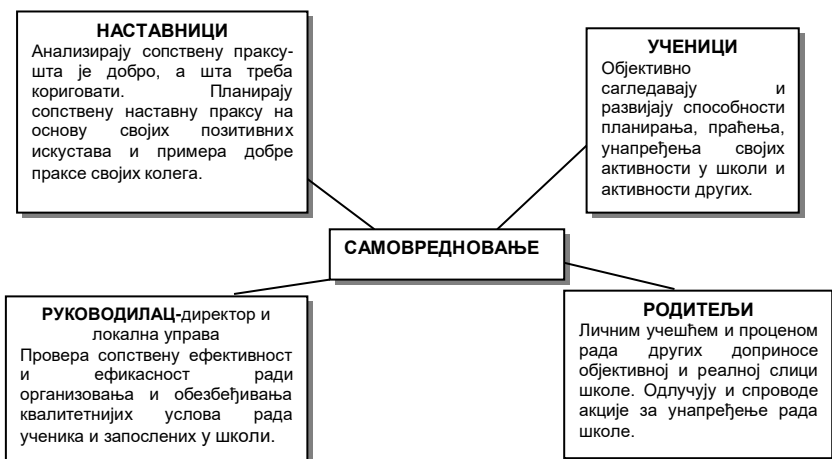 НАСТАВНИЦИ
Анализирају сопствену праксу-
шта је добро, а шта треба
кориговати. Планирају
сопствену наставну праксу на
основу својих позитивних
искустава и примера добре
праксе својих колега.
УЧЕНИЦИ
Објективно
сагледавају и
развијају способности
планирања, праћења,
унапређења својих
активности у школи и
активности других.
САМОВРЕДНОВАЊЕ
РУКОВОДИЛАЦ-директор и
локална управа
Провера сопствену ефективност
и ефикасност ради
организовања и обезбеђивања
квалитетнијих услова рада
ученика и запослених у школи.
РОДИТЕЉИ
Личним учешћем и проценом
рада других доприносе
објективној и реалној слици
школе. Одлучују и спроводе
акције за унапређење рада
школе.